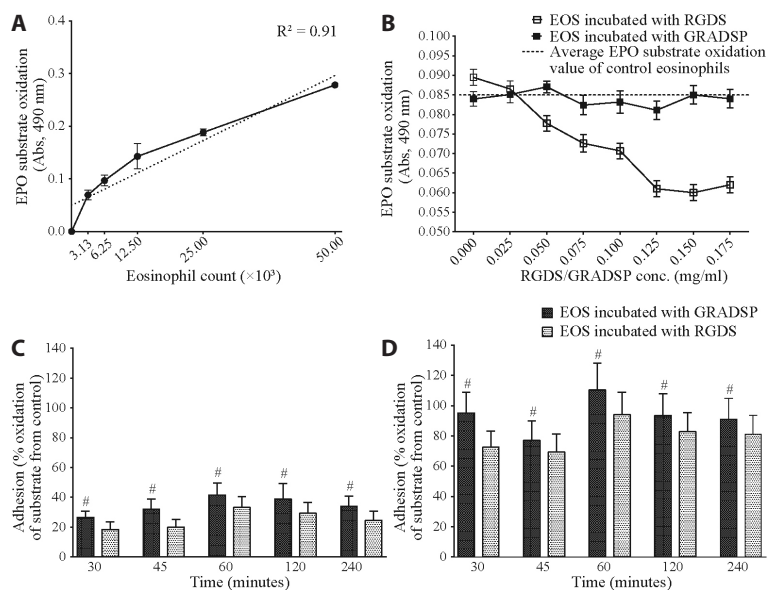 A
R² = 0.91
EPO substrate oxidation
(Abs, 490 nm)
0.4
0.3
0.2
0.1
0.0
3.13
6.25
12.50
25.00
50.00
Eosinophil count (×10³)
B
EOS incubated with RGDS
EOS incubated with GRADSP
Average EPO substrate oxidation
value of control eosinophils
EPO substrate oxidation
(Abs, 490 nm)
0.100
0.095
0.090
0.085
0.080
0.075
0.070
0.065
0.060
0.055
0.050
0.000
0.025
0.050
0.075
0.100
0.125
0.150
0.175
RGDS/GRADSP conc. (mg/ml)
EOS incubated with GRADSP
EOS incubated with RGDS
C
Adhesion (% oxidation
of substrate from control)
140
120
100
80
60
40
20
0
# # # # #
30 45 60 120 240
Time (minutes)
D
Adhesion (% oxidation
of substrate from control)
140
120
100
80
60
40
20
0
# # # # #
30 45 60 120 240
Time (minutes)